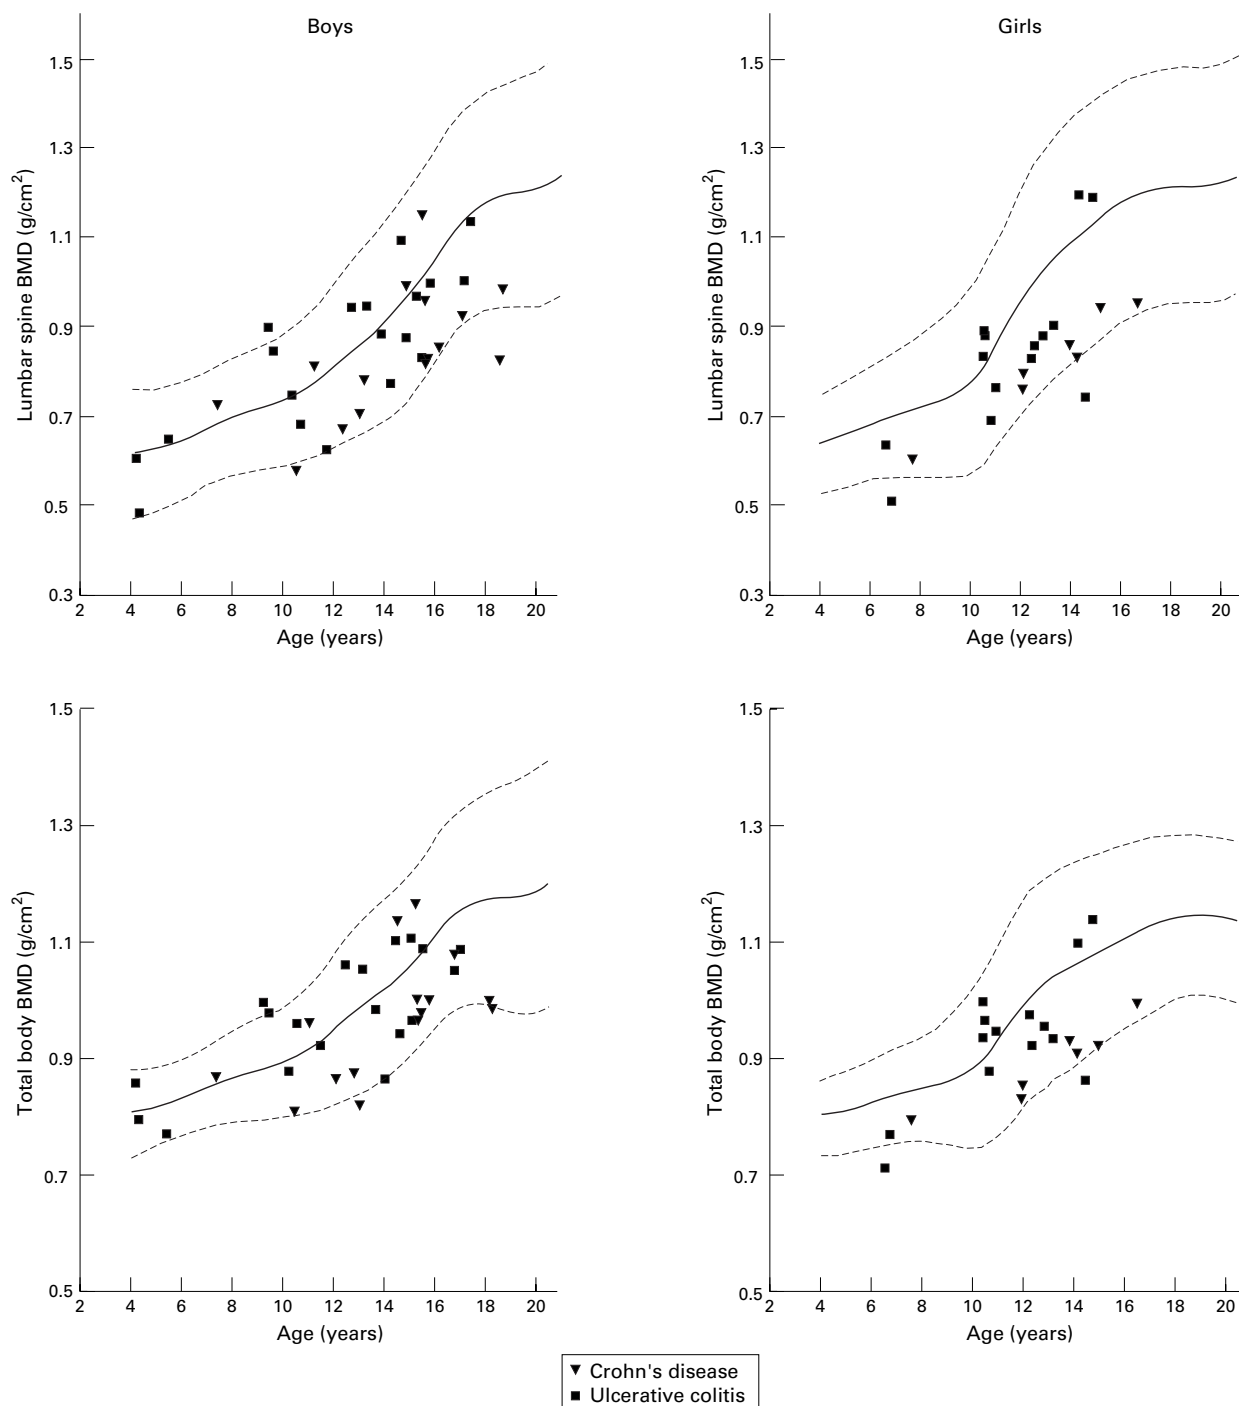 Boys
Lumbar spine BMD (g/cm²)
1.5
1.3
1.1
0.9
0.7
0.5
0.3
2 4 6 8 10 12 14 16 18 20
Age (years)
Girls
Lumbar spine BMD (g/cm²)
1.5
1.3
1.1
0.9
0.7
0.5
0.3
2 4 6 8 10 12 14 16 18 20
Age (years)
Total body BMD (g/cm²)
1.5
1.3
1.1
0.9
0.7
0.5
2 4 6 8 10 12 14 16 18 20
Age (years)
Total body BMD (g/cm²)
1.5
1.3
1.1
0.9
0.7
0.5
2 4 6 8 10 12 14 16 18 20
Age (years)
Crohn's disease
Ulcerative colitis